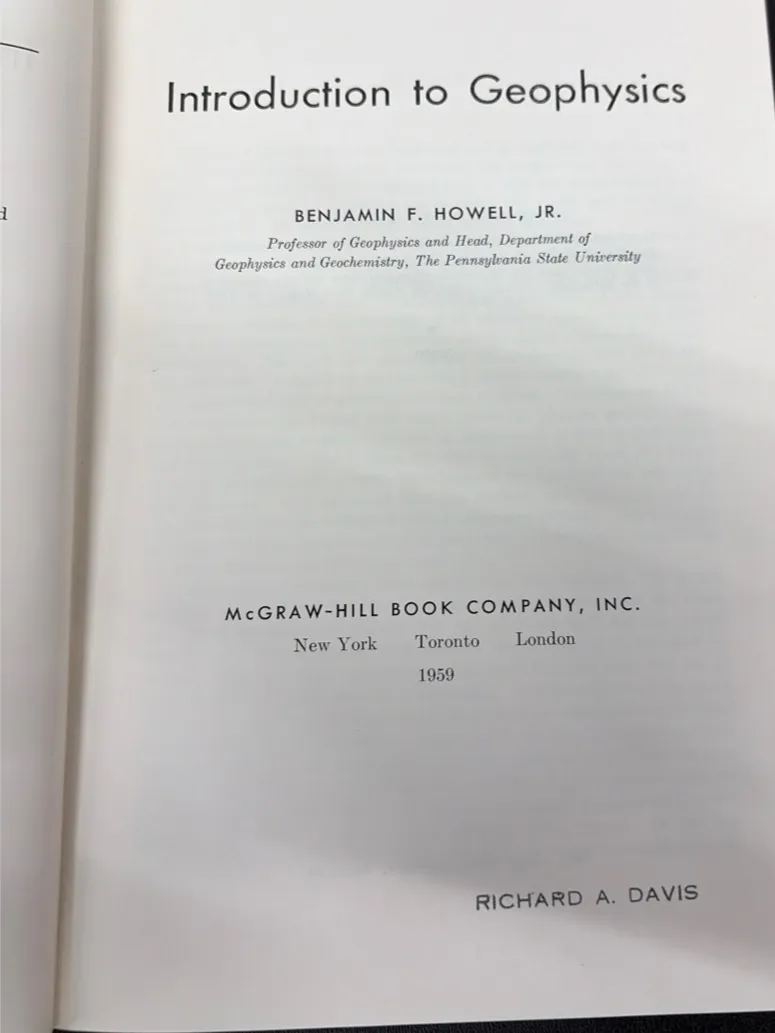 Introduction to Geophysics
BENJAMIN F. HOWELL, JR.
Professor of Geophysics and Head, Department of
Geophysics and Geochemistry, The Pennsylvania State University
McGRAW-HILL BOOK COMPANY, INC.
New York Toronto London
1959
RICHARD A. DAVIS